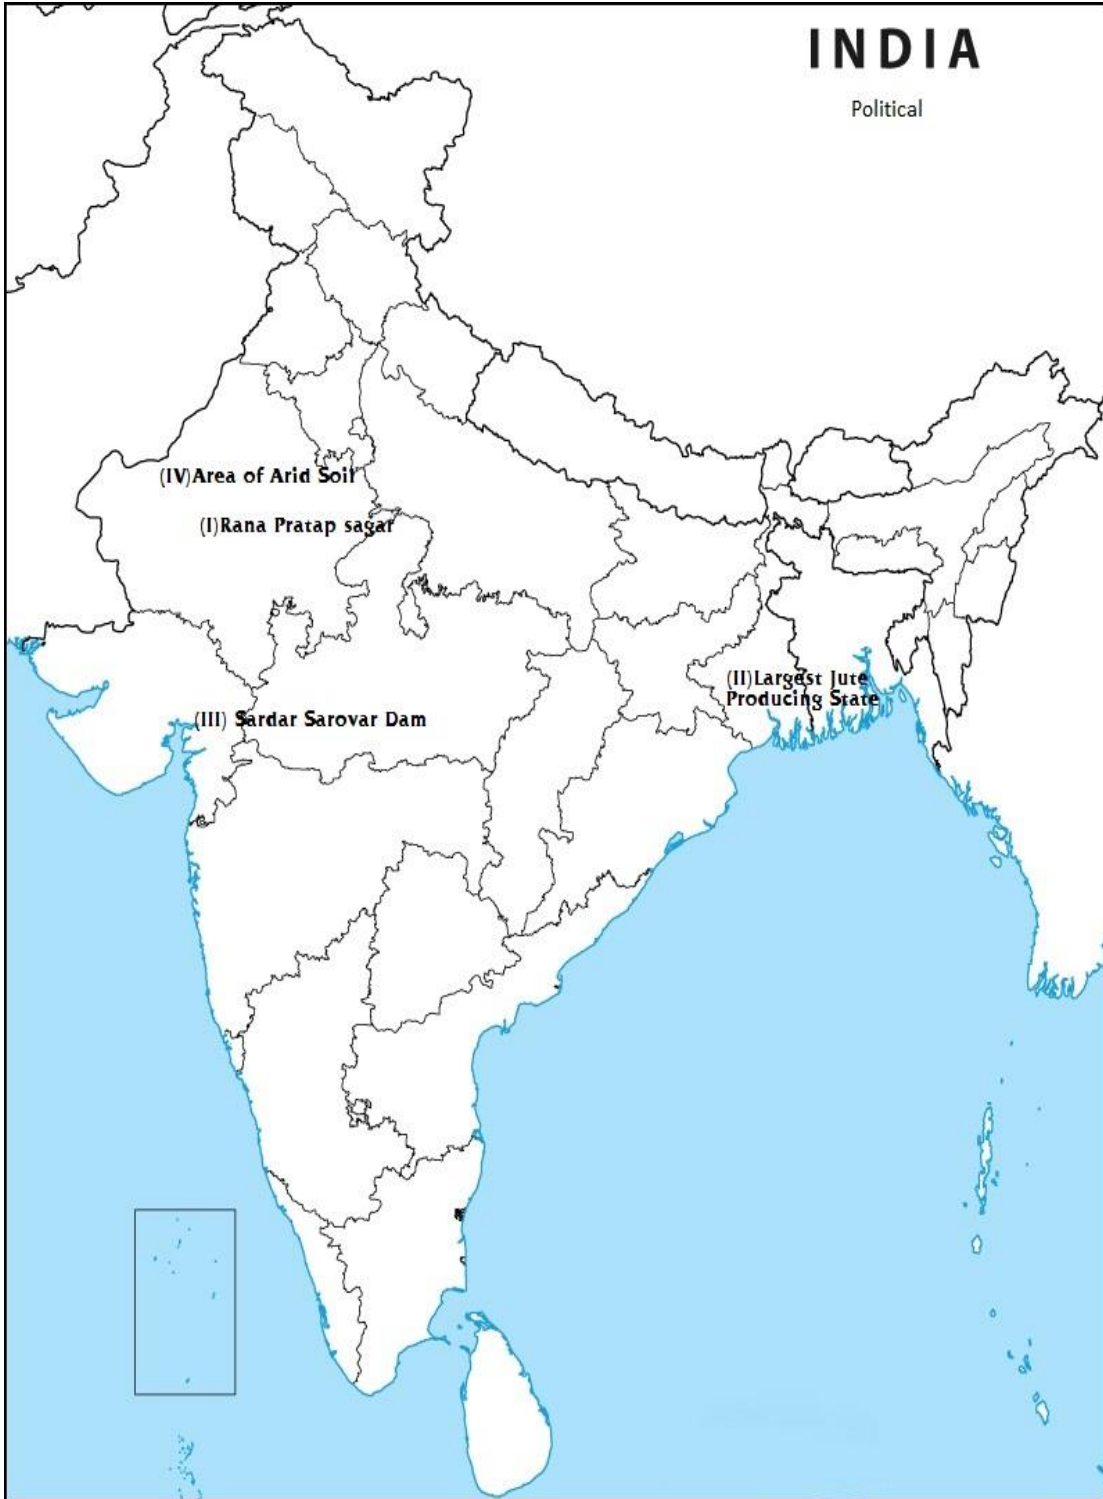 INDIA
Political
(IV)Area of Arid Soil
(I)Rana Pratap sagar
(II)Largest Jute
Producing State
(III) Sardar Sarovar Dam